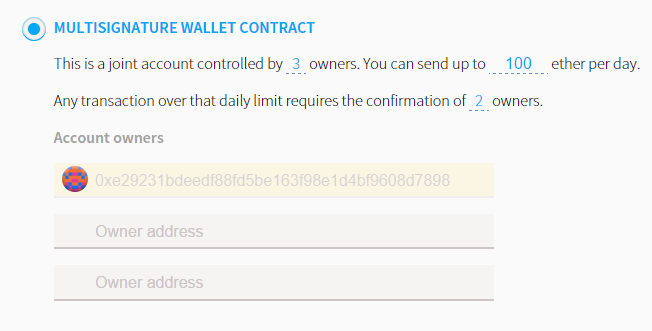 MULTISIGNATURE WALLET CONTRACT
This is a joint account controlled by 3 owners. You can send up to 100 ether per day.
Any transaction over that daily limit requires the confirmation of 2 owners.
Account owners
0xe29231bdeedf88fd5be163f98e1d4bf9608d7898
Owner address
Owner address